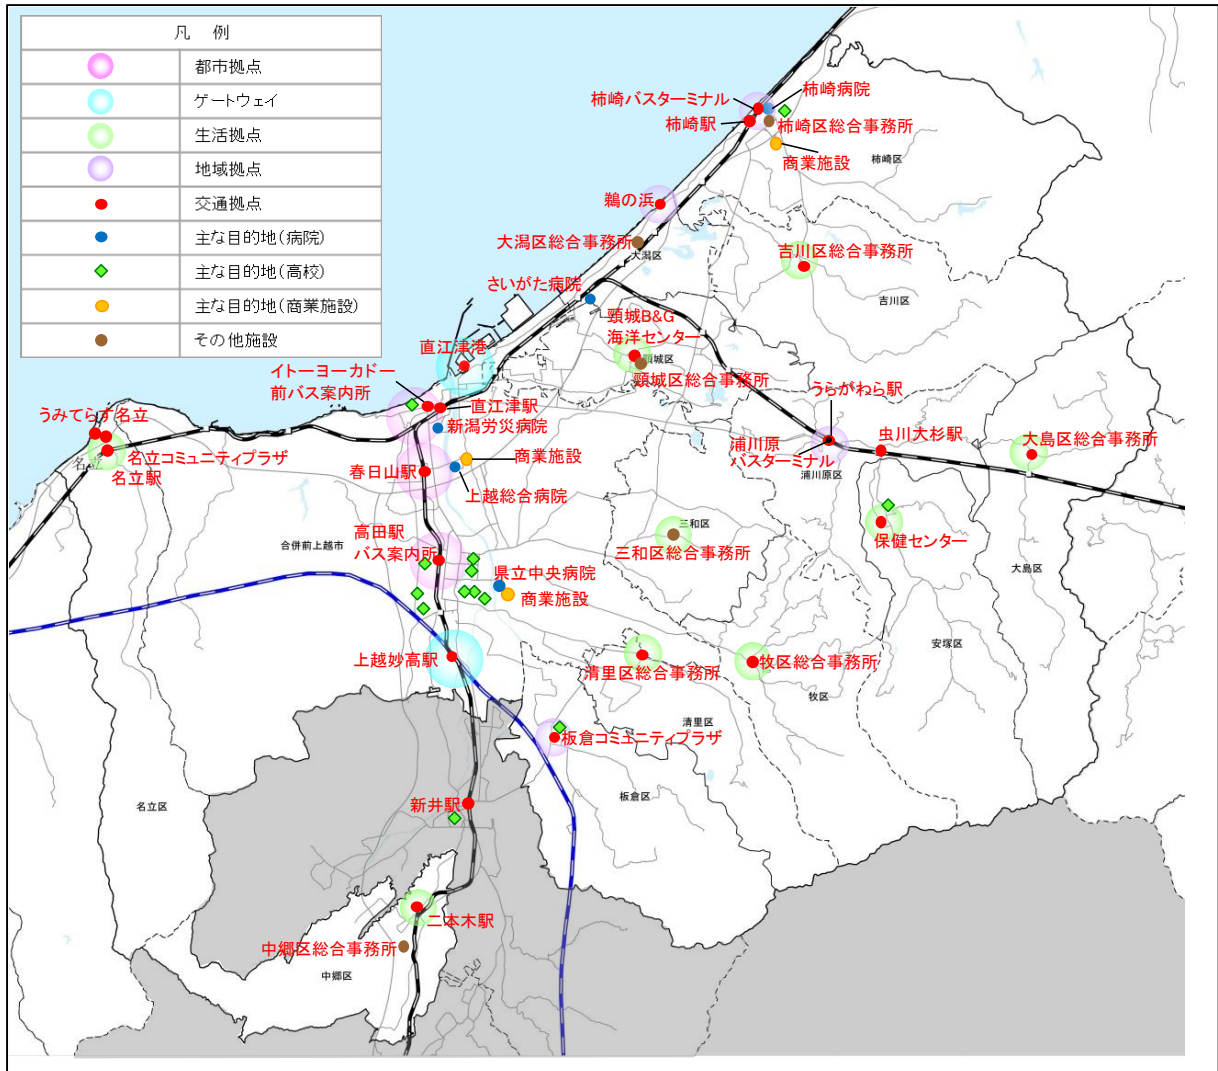 凡 例
都市拠点
ゲートウェイ
生活拠点
地域拠点
交通拠点
主な目的地(病院)
主な目的地(高校)
主な目的地(商業施設)
その他施設
柿崎バスターミナル
柿崎病院
柿崎駅
柿崎区総合事務所
商業施設
柿崎区
鵜の浜
大潟区総合事務所
大潟区
吉川区総合事務所
吉川区
さいがた病院
頸城B&G
海洋センター
頸城区
頸城区総合事務所
直江津港
イトーヨーカドー
前バス案内所
直江津駅
新潟労災病院
うらがわら駅
うみてらす名立
名立
名立コミュニティプラザ
名立駅
浦川原
バスターミナル
浦川原区
虫川大杉駅
大島区総合事務所
春日山駅
商業施設
上越総合病院
高田駅
バス案内所
合併前上越市
三和区
三和区総合事務所
保健センター
大島区
県立中央病院
商業施設
上越妙高駅
清里区総合事務所
牧区総合事務所
安塚区
牧区
清里区
板倉コミュニティプラザ
板倉区
名立区
新井駅
二本木駅
中郷区総合事務所
中郷区